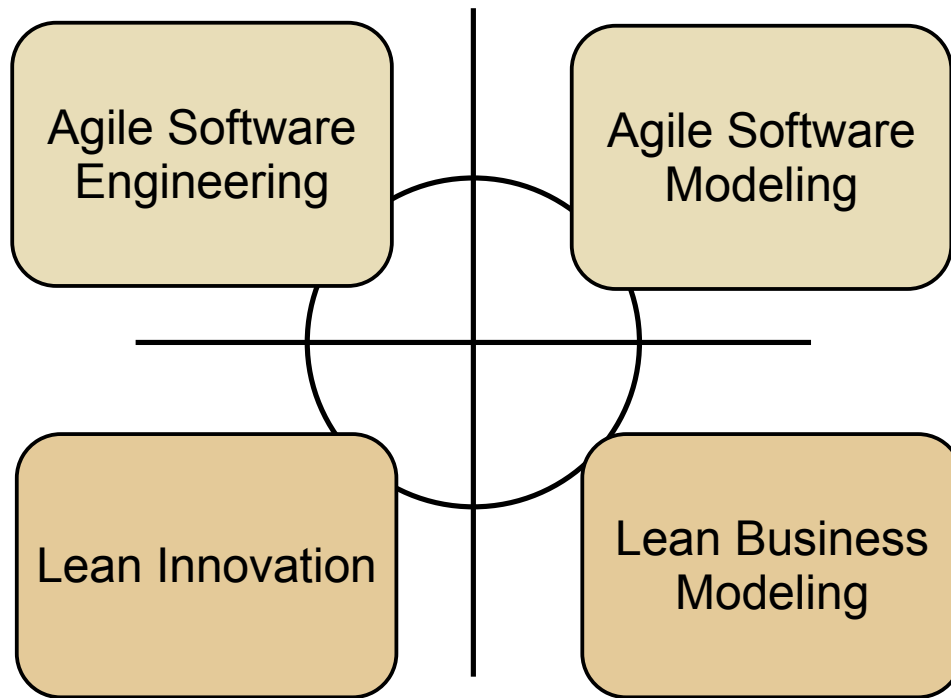 Agile Software
Engineering
Agile Software
Modeling
Lean Innovation
Lean Business
Modeling